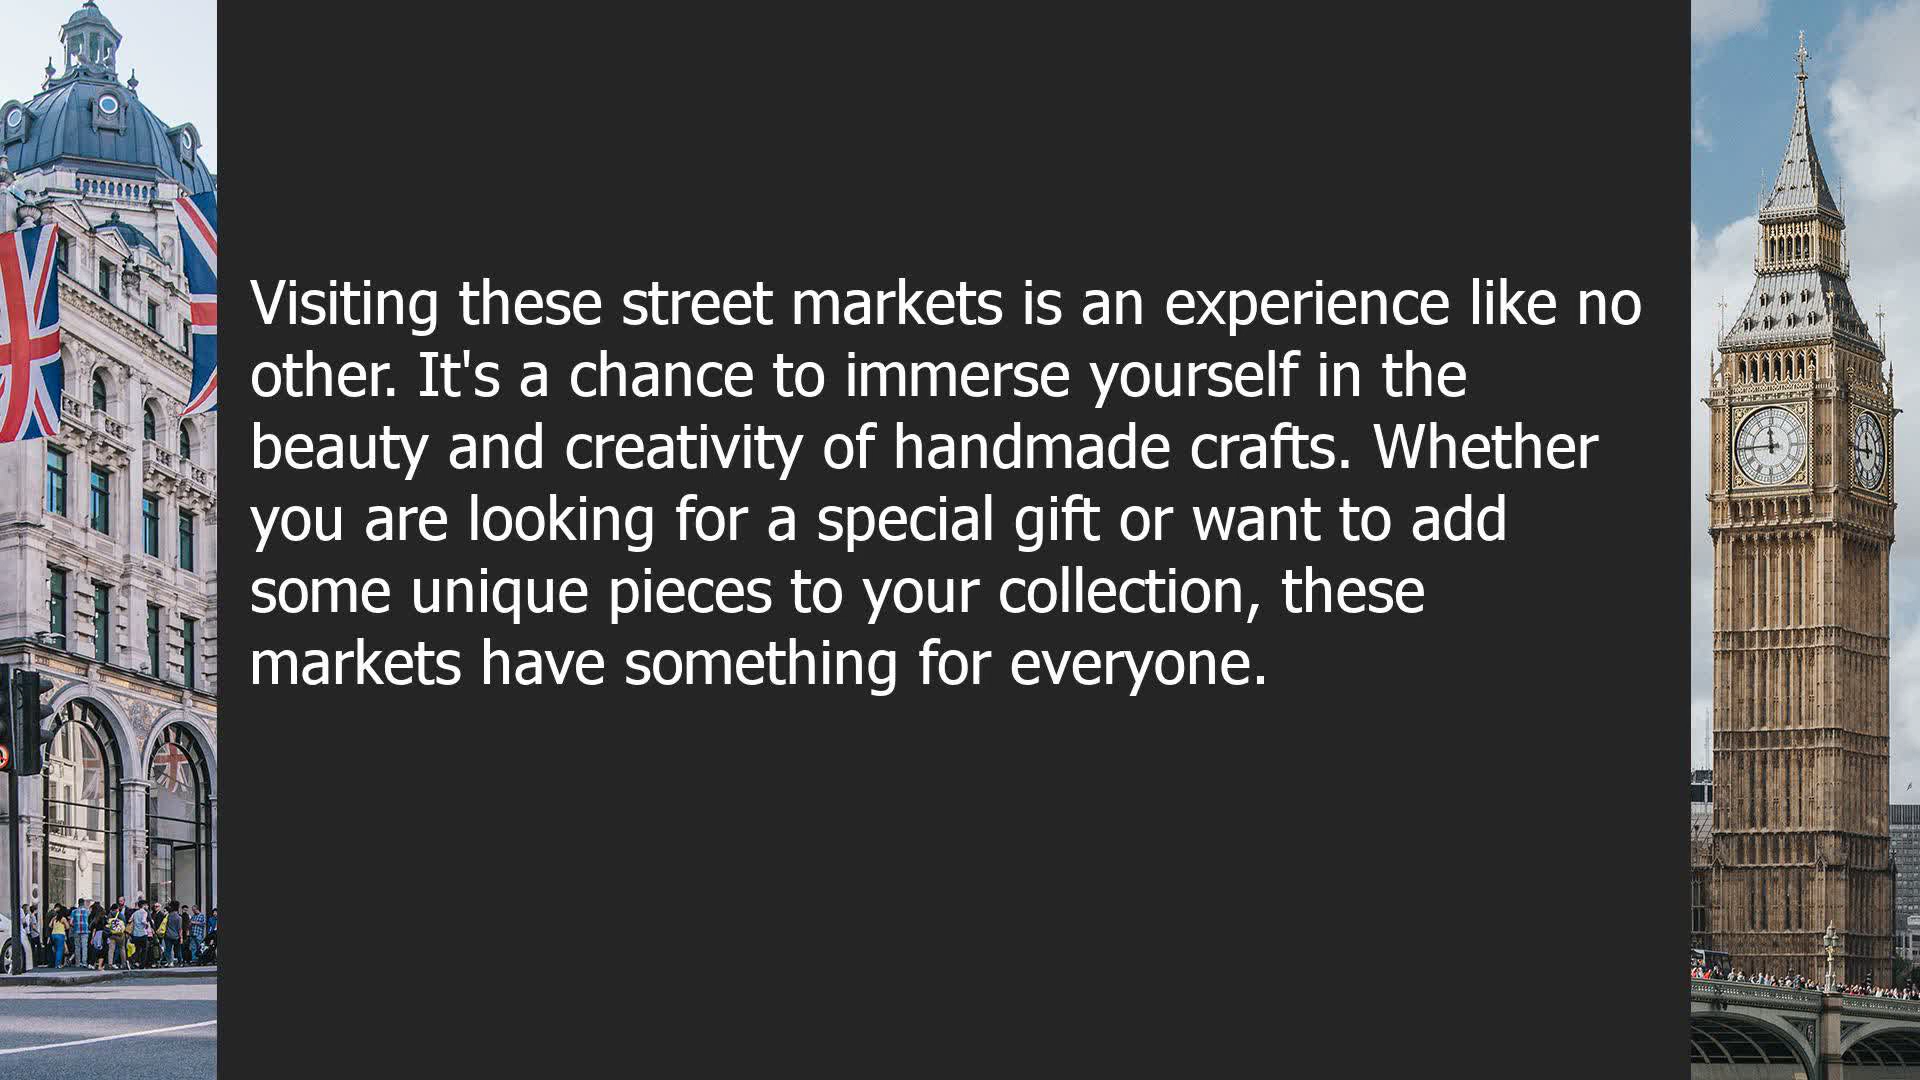 Visiting these street markets is an experience like no
other. It's a chance to immerse yourself in the
beauty and creativity of handmade crafts. Whether
you are looking for a special gift or want to add
some unique pieces to your collection, these
markets have something for everyone.